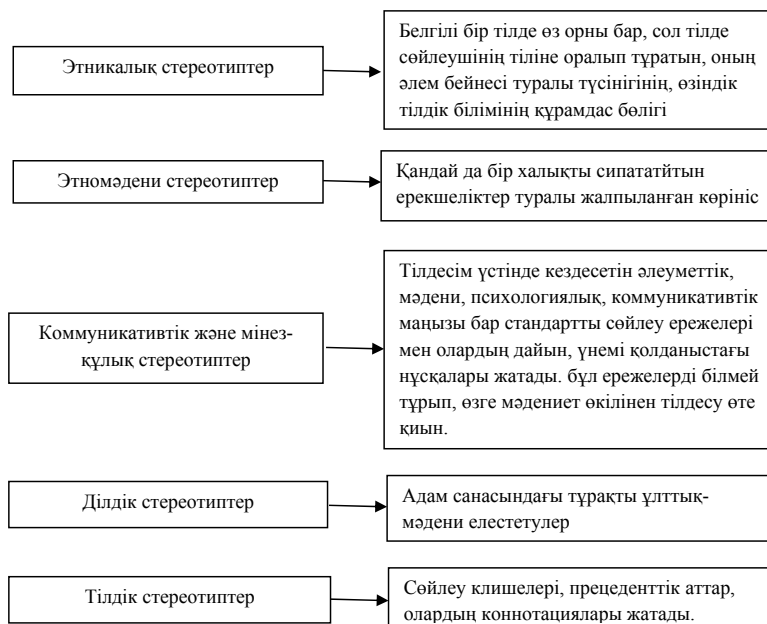 Этникалық стереотиптер
Белгілі бір тілде өз орны бар, сол тілде
сөйлеушінің тіліне оралып тұратын, оның
әлем бейнесі туралы түсінігінің, өзіндік
тілдік білімінің құрамдас бөлігі
Этномәдени стереотиптер
Қандай да бір халықты сипататйтын
ерекшеліктер туралы жалпыланған көрініс
Коммуникативтік және мінез-
құлық стереотиптер
Тілдесім үстінде кездесетін әлеуметтік,
мәдени, психологиялық, коммуникативтік
маңызы бар стандартты сөйлеу ережелері
мен олардың дайын, үнемі қолданыстағы
нұсқалары жатады. бұл ережелерді білмей
тұрып, өзге мәдениет өкілінен тілдесу өте
қиын.
Ділдік стереотиптер
Адам санасындағы тұрақты ұлттық-
мәдени елестетулер
Тілдік стереотиптер
Сөйлеу клишелері, прецеденттік аттар,
олардың коннотациялары жатады.